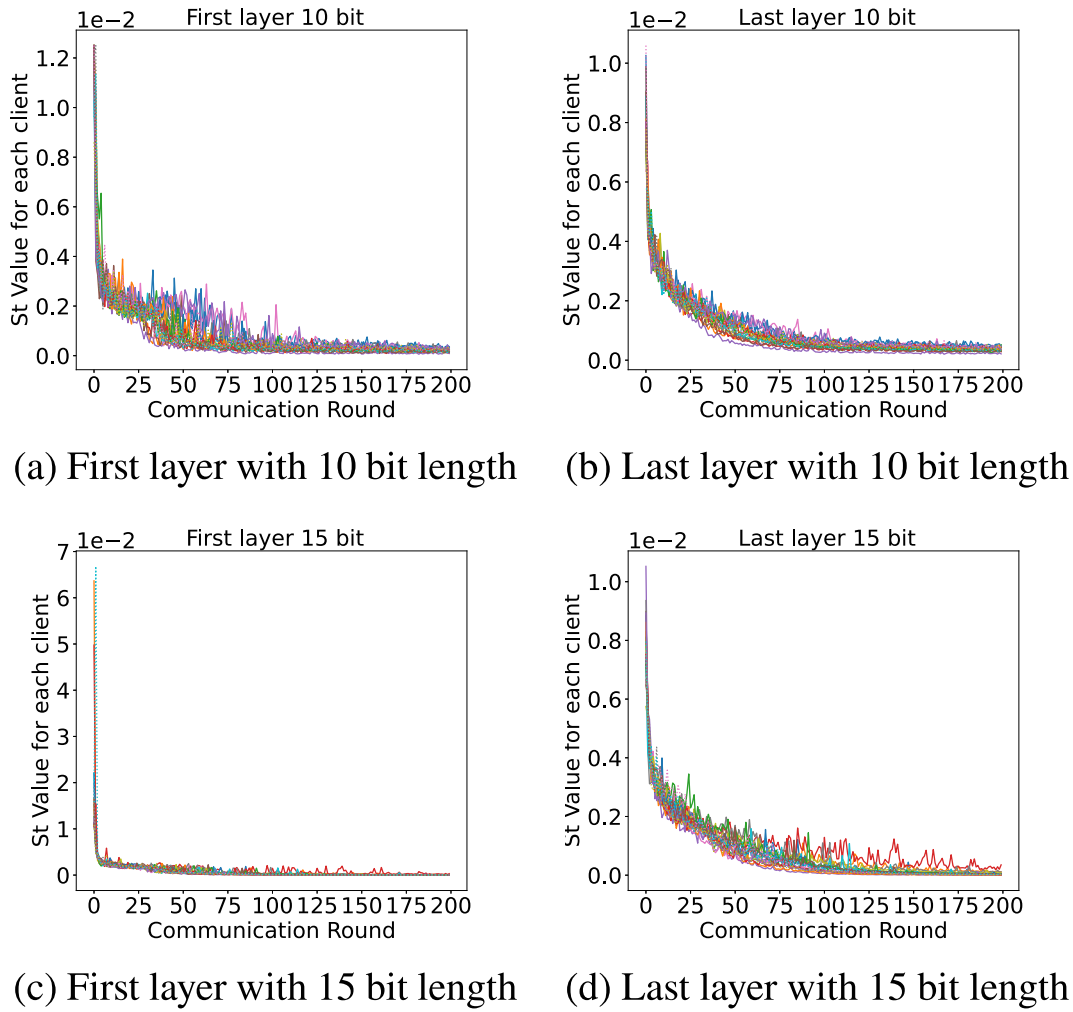 1e−2 First layer 10 bit
St Value for each client
1.2
1.0
0.8
0.6
0.4
0.2
0.0
0 25 50 75 100 125 150 175 200
Communication Round
(a) First layer with 10 bit length
1e−2 Last layer 10 bit
St Value for each client
1.0
0.8
0.6
0.4
0.2
0.0
0 25 50 75 100 125 150 175 200
Communication Round
(b) Last layer with 10 bit length
1e−2 First layer 15 bit
St Value for each client
7
6
5
4
3
2
1
0
0 25 50 75 100 125 150 175 200
Communication Round
(c) First layer with 15 bit length
1e−2 Last layer 15 bit
St Value for each client
1.0
0.8
0.6
0.4
0.2
0.0
0 25 50 75 100 125 150 175 200
Communication Round
(d) Last layer with 15 bit length